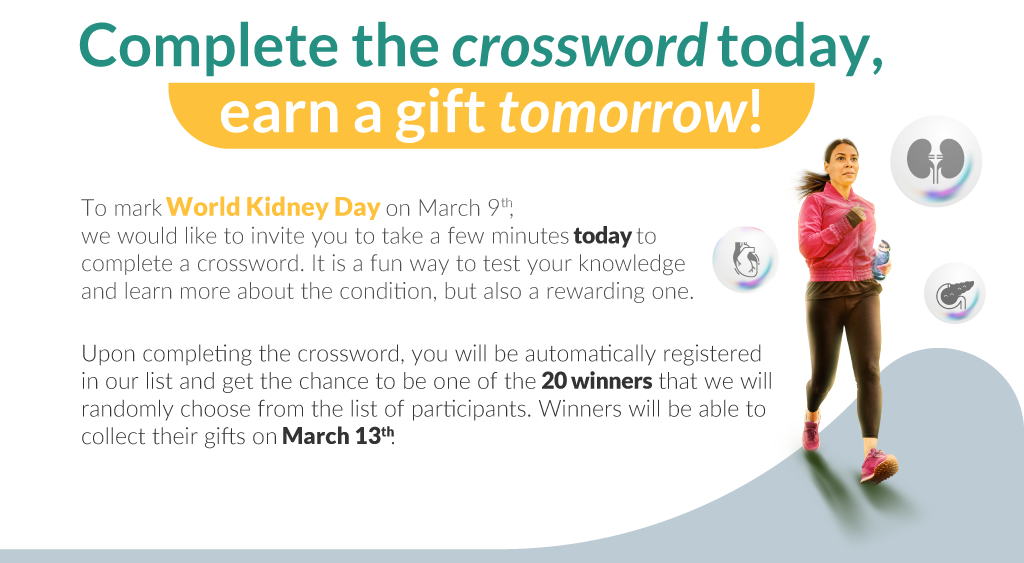 Complete the crossword today,
earn a gift tomorrow!
To mark World Kidney Day on March 9th,
we would like to invite you to take a few minutes today to
complete a crossword. It is a fun way to test your knowledge
and learn more about the condition, but also a rewarding one.
Upon completing the crossword, you will be automatically registered
in our list and get the chance to be one of the 20 winners that we will
randomly choose from the list of participants. Winners will be able to
collect their gifts on March 13th.